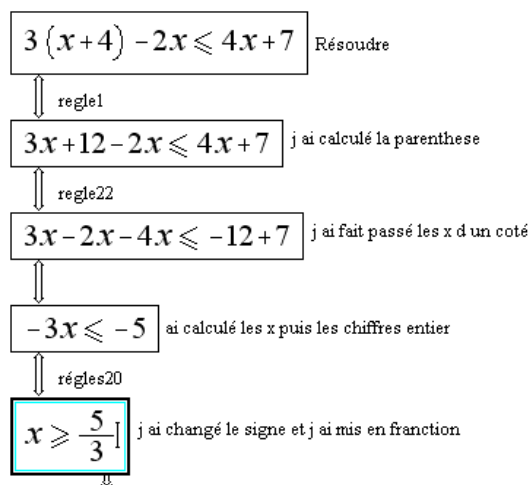 3(x+4) -2x ⩽ 4x+7 Résoudre
regle1
3x+12-2x ⩽ 4x+7 j ai calculé la parenthese
regle22
3x-2x-4x ⩽ -12+7 j ai fait passé les x d un coté
-3x ⩽ -5 ai calculé les x puis les chiffres entier
régles20
x ⩾ 5/3 j ai changé le signe et j ai mis en franction